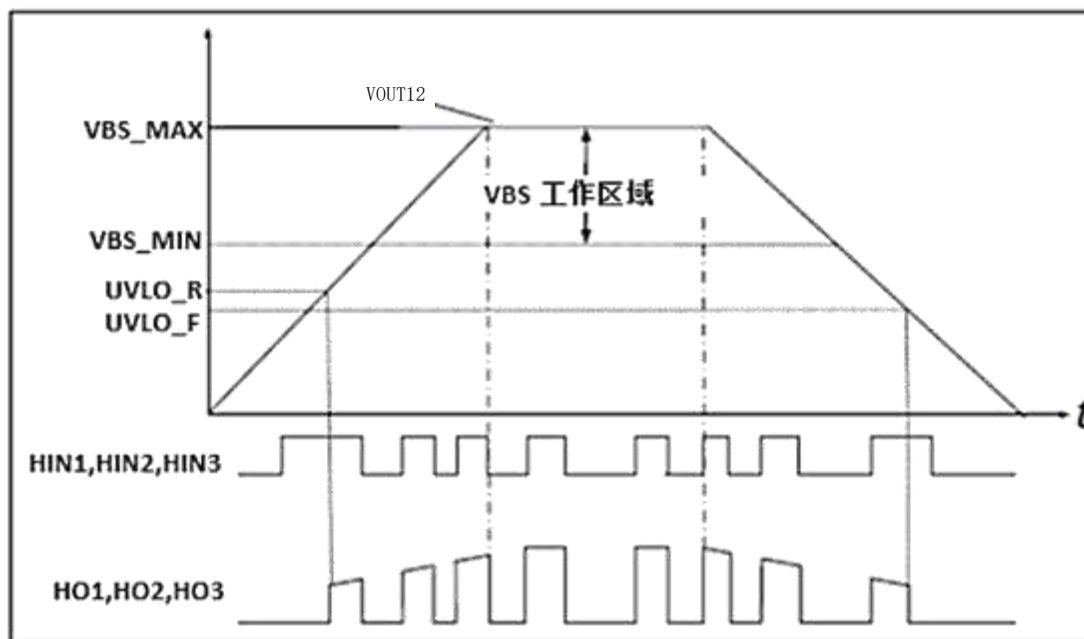 VOUT12
VBS_MAX
VBS 工作区域
VBS_MIN
UVLO_R
UVLO_F
t
HIN1,HIN2,HIN3
HO1,HO2,HO3